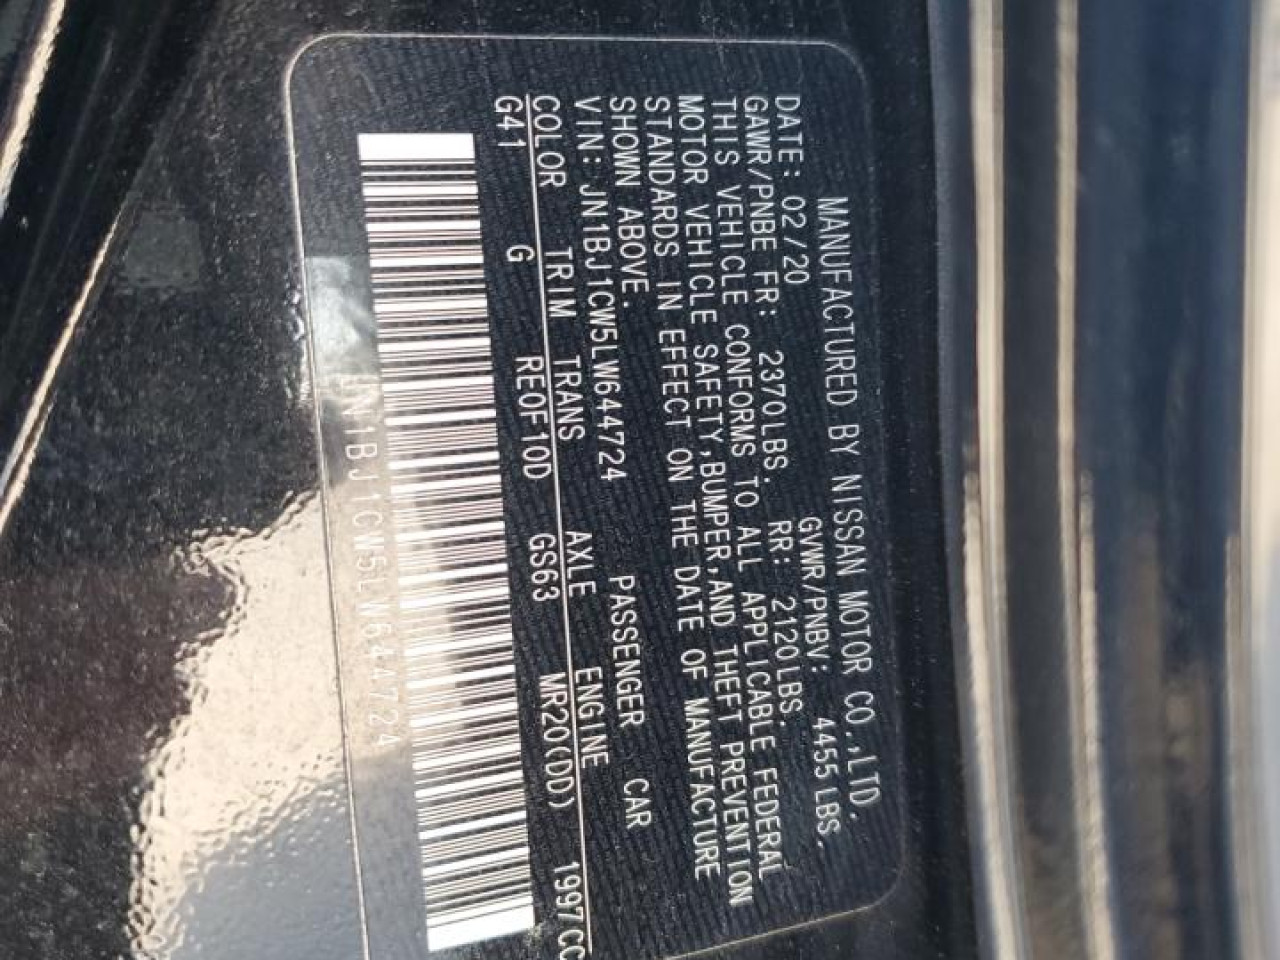 MANUFACTURED BY NISSAN MOTOR CO.,LTD.
DATE: 02/20 GVWR/PNBV: 4455 LBS.
GAWR/PNBE FR: 2370LBS. RR: 2120LBS.
THIS VEHICLE CONFORMS TO ALL APPLICABLE FEDERAL
MOTOR VEHICLE SAFETY,BUMPER,AND THEFT PREVENTION
STANDARDS IN EFFECT ON THE DATE OF MANUFACTURE
SHOWN ABOVE.
VIN: JN1BJ1CW5LW644724 PASSENGER CAR
COLOR TRIM TRANS AXLE ENGINE 1997CC
G41 G RE0F10D GS63 MR20(DD)
JN1BJ1CW5LW644724